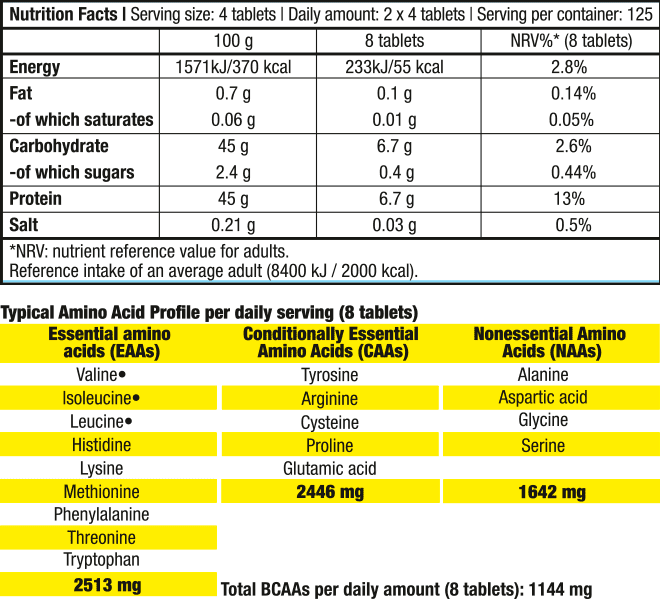 Nutrition Facts | Serving size: 4 tablets | Daily amount: 2 x 4 tablets | Serving per container: 125
100 g 8 tablets NRV%* (8 tablets)
Energy 1571kJ/370 kcal 233kJ/55 kcal 2.8%
Fat 0.7 g 0.1 g 0.14%
-of which saturates 0.06 g 0.01 g 0.05%
Carbohydrate 45 g 6.7 g 2.6%
-of which sugars 2.4 g 0.4 g 0.44%
Protein 45 g 6.7 g 13%
Salt 0.21 g 0.03 g 0.5%
*NRV: nutrient reference value for adults.
Reference intake of an average adult (8400 kJ / 2000 kcal).
Typical Amino Acid Profile per daily serving (8 tablets)
Essential amino Conditionally Essential Nonessential Amino
acids (EAAs) Amino Acids (CAAs) Acids (NAAs)
Valine• Tyrosine Alanine
Isoleucine• Arginine Aspartic acid
Leucine• Cysteine Glycine
Histidine Proline Serine
Lysine Glutamic acid
Methionine 2446 mg 1642 mg
Phenylalanine
Threonine
Tryptophan
2513 mg Total BCAAs per daily amount (8 tablets): 1144 mg